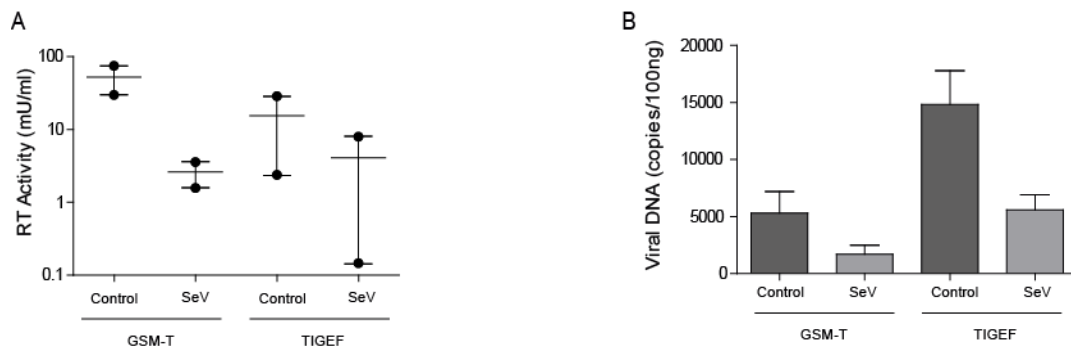 A
RT Activity (mU/ml)
100
10
1
0.1
Control
SeV
Control
SeV
GSM-T
TIGEF
B
Viral DNA (copies/100ng)
20000
15000
10000
5000
0
Control
SeV
Control
SeV
GSM-T
TIGEF